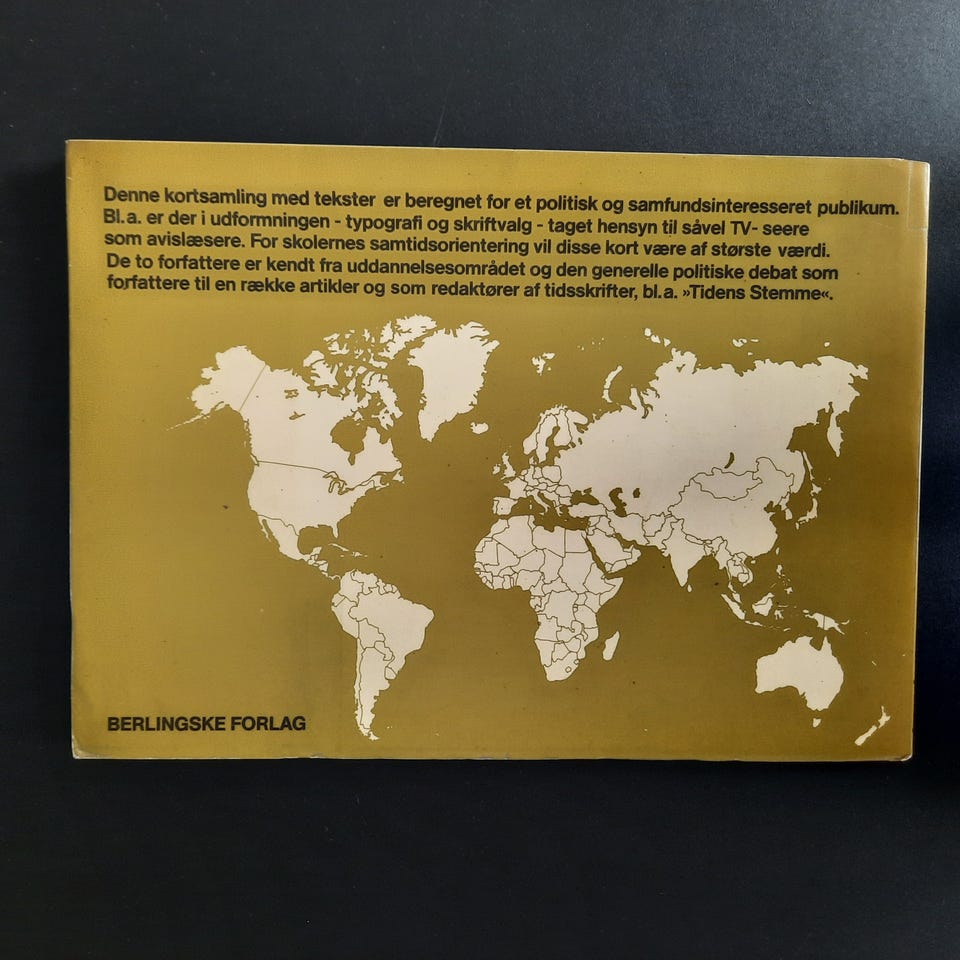 Denne kortsamling med tekster er beregnet for et politisk og samfundsinteresseret publikum.
Bl.a. er der i udformningen - typografi og skriftvalg - taget hensyn til såvel TV- seere
som avislæsere. For skolernes samtidsorientering vil disse kort være af største værdi.
De to forfattere er kendt fra uddannelsesområdet og den generelle politiske debat som
forfattere til en række artikler og som redaktører af tidsskrifter, bl.a. »Tidens Stemme«.
BERLINGSKE FORLAG